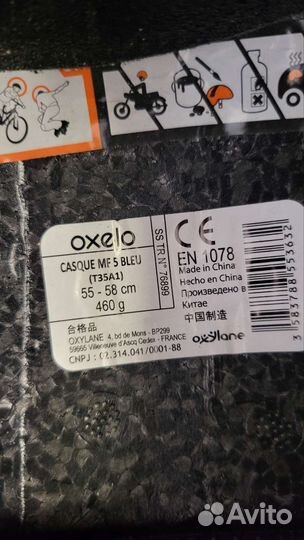 oxelo
CASQUE MF 5 BLEU
(T35A1)
55 - 58 cm
460 g
SS TR. N° 76899
CE
EN 1078
Made in China
Hecho en China
Произведено в
Китае
中国制造
合格品
OXYLANE 4, bd de Mons - BP299
59665 Villeneuve d'Ascq Cedex - FRANCE
CNPJ : 02.314.041/0001-88
oxylane
3 583788 553632
Avito